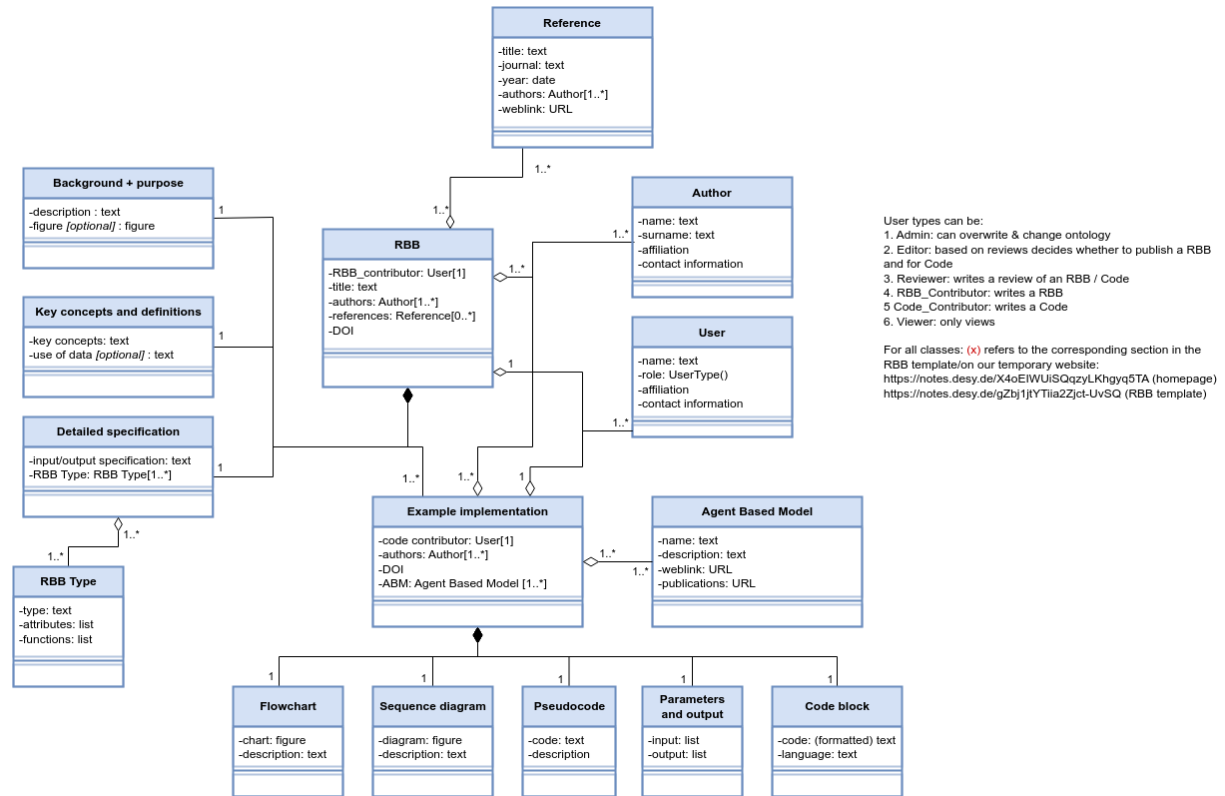 Reference
-title: text
-journal: text
-year: date
-authors: Author[1..*]
-weblink: URL
1..*
1..*
Background + purpose
-description : text
-figure [optional] : figure
1
Key concepts and definitions
-key concepts: text
-use of data [optional] : text
1
Detailed specification
-input/output specification: text
-RBB Type: RBB Type[1..*]
1
1..*
1..*
RBB Type
-type: text
-attributes: list
-functions: list
RBB
-RBB_contributor: User[1]
-title: text
-authors: Author[1..*]
-references: Reference[0..*]
-DOI
1..*
1
Author
-name: text
-surname: text
-affiliation
-contact information
1..*
User
-name: text
-role: UserType()
-affiliation
-contact information
1..*
1..*
1..*
1
Example implementation
-code contributor: User[1]
-authors: Author[1..*]
-DOI
-ABM: Agent Based Model [1..*]
1..*
1..*
Agent Based Model
-name: text
-description: text
-weblink: URL
-publications: URL
1
1
1
1
1
Flowchart
-chart: figure
-description: text
Sequence diagram
-diagram: figure
-description: text
Pseudocode
-code: text
-description
Parameters
and output
-input: list
-output: list
Code block
-code: (formatted) text
-language: text
User types can be:
1. Admin: can overwrite & change ontology
2. Editor: based on reviews decides whether to publish a RBB
and for Code
3. Reviewer: writes a review of an RBB / Code
4. RBB_Contributor: writes a RBB
5 Code_Contributor: writes a Code
6. Viewer: only views
For all classes: (x) refers to the corresponding section in the
RBB template/on our temporary website:
https://notes.desy.de/X4oEIWUiSQqzyLKhgyq5TA (homepage)
https://notes.desy.de/gZbj1jtYTiia2Zjct-UvSQ (RBB template)